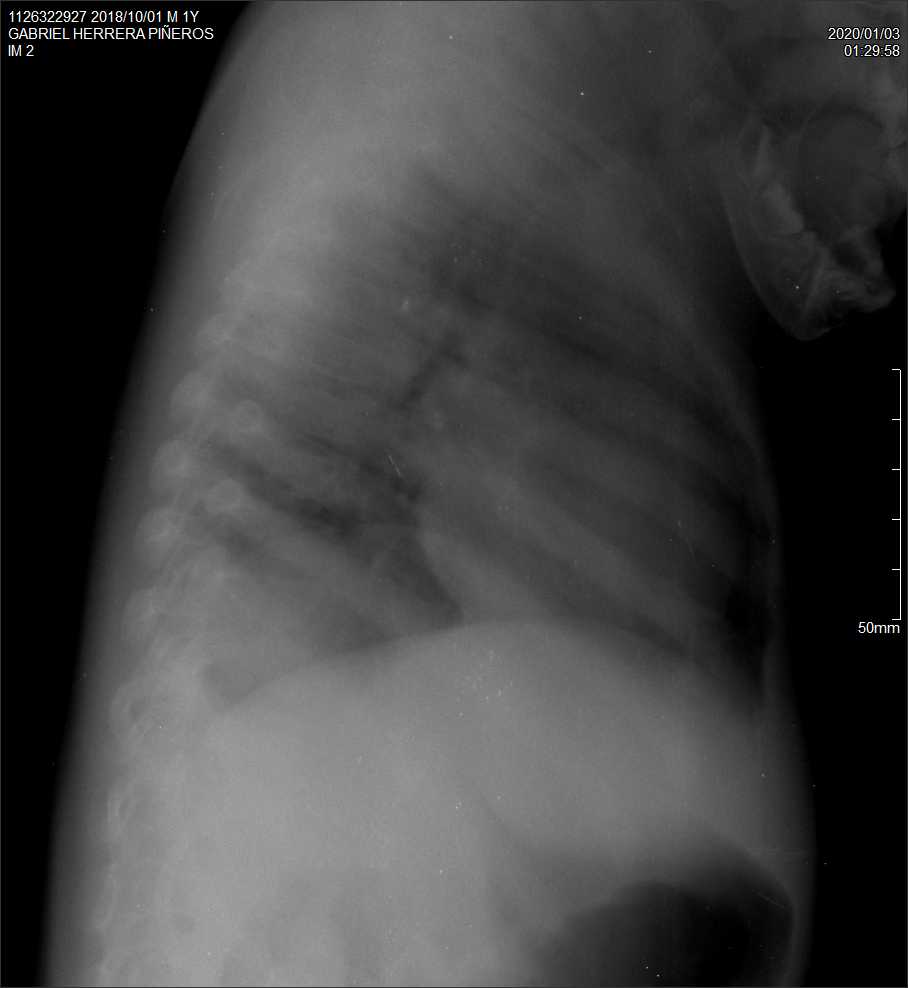 1126322927 2018/10/01 M 1Y
GABRIEL HERRERA PIÑEROS
IM 2
2020/01/03
01:29:58
50mm